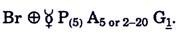 Br ⊕ ☿ P₍₅₎ A₅ ₒᵣ ₂₋₂₀ G₁.